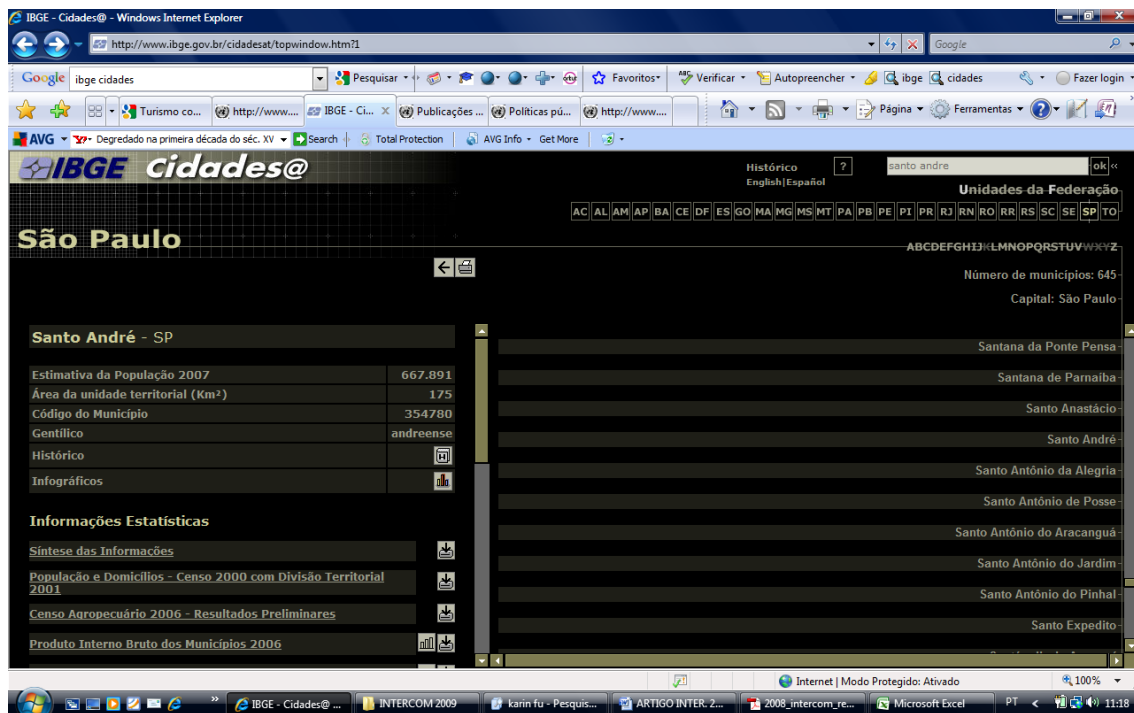 IBGE - Cidades@ - Windows Internet Explorer
http://www.ibge.gov.br/cidadesat/topwindow.htm?1
Google
Google
ibge cidades
Pesquisar
Favoritos
Verificar
Autopreencher
ibge
cidades
Fazer login
Turismo co...
http://www....
IBGE - Ci...
Publicações ...
Políticas pú...
http://www....
Página
Ferramentas
AVG
Degredado na primeira década do séc. XV
Search
Total Protection
AVG Info
Get More
IBGE cidades@
Histórico
?
santo andre
ok
English|Español
Unidades da Federação
AC AL AM AP BA CE DF ES GO MA MG MS MT PA PB PE PI PR RJ RN RO RR RS SC SE SP TO
São Paulo
ABCDEFGHIJKLMNOPQRSTUVWXYZ
Número de municípios: 645
Capital: São Paulo
Santo André - SP
Estimativa da População 2007 667.891
Área da unidade territorial (Km²) 175
Código do Município 354780
Gentílico andreense
Histórico
Infográficos
Informações Estatísticas
Síntese das Informações
População e Domicílios - Censo 2000 com Divisão Territorial
2001
Censo Agropecuário 2006 - Resultados Preliminares
Produto Interno Bruto dos Municípios 2006
Santana da Ponte Pensa
Santana de Parnaíba
Santo Anastácio
Santo André
Santo Antônio da Alegria
Santo Antônio de Posse
Santo Antônio do Aracanguá
Santo Antônio do Jardim
Santo Antônio do Pinhal
Santo Expedito
Internet | Modo Protegido: Ativado
100%
IBGE - Cidades@ ...
INTERCOM 2009
karin fu - Pesquis...
ARTIGO INTER. 2...
2008_intercom_re...
Microsoft Excel
PT
11:18